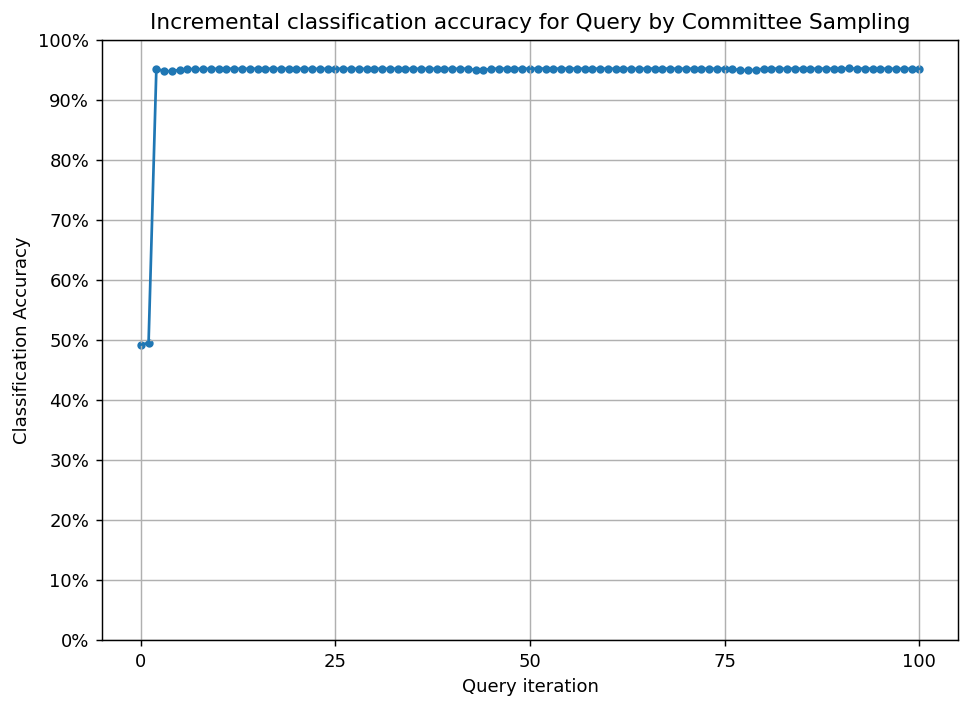 Incremental classification accuracy for Query by Committee Sampling
100%
90%
80%
70%
60%
50%
40%
30%
20%
10%
0%
Classification Accuracy
0 25 50 75 100
Query iteration